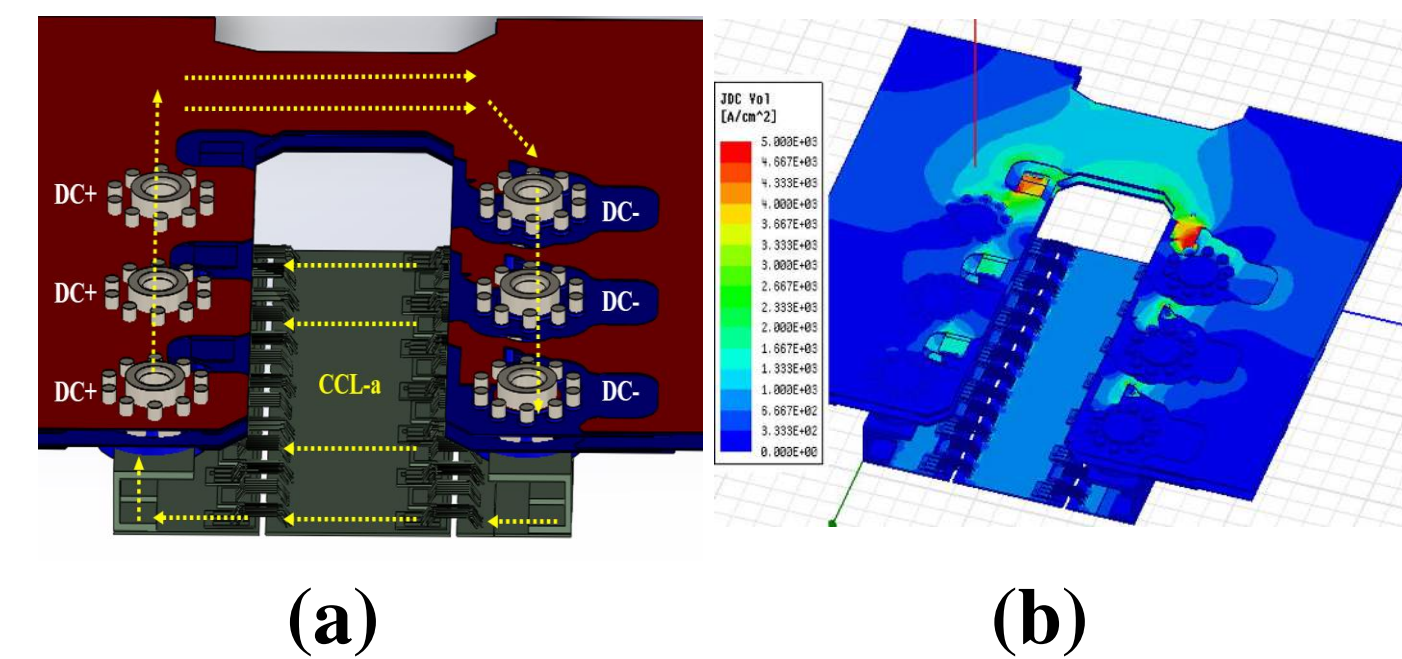 DC+
DC-
DC+
DC-
DC+
CCL-a
DC-
JDC Vol
[A/cm^2]
5.000E+03
4.667E+03
4.333E+03
4.000E+03
3.667E+03
3.333E+03
3.000E+03
2.667E+03
2.333E+03
2.000E+03
1.667E+03
1.333E+03
1.000E+03
6.667E+02
3.333E+02
0.000E+00
(a)
(b)